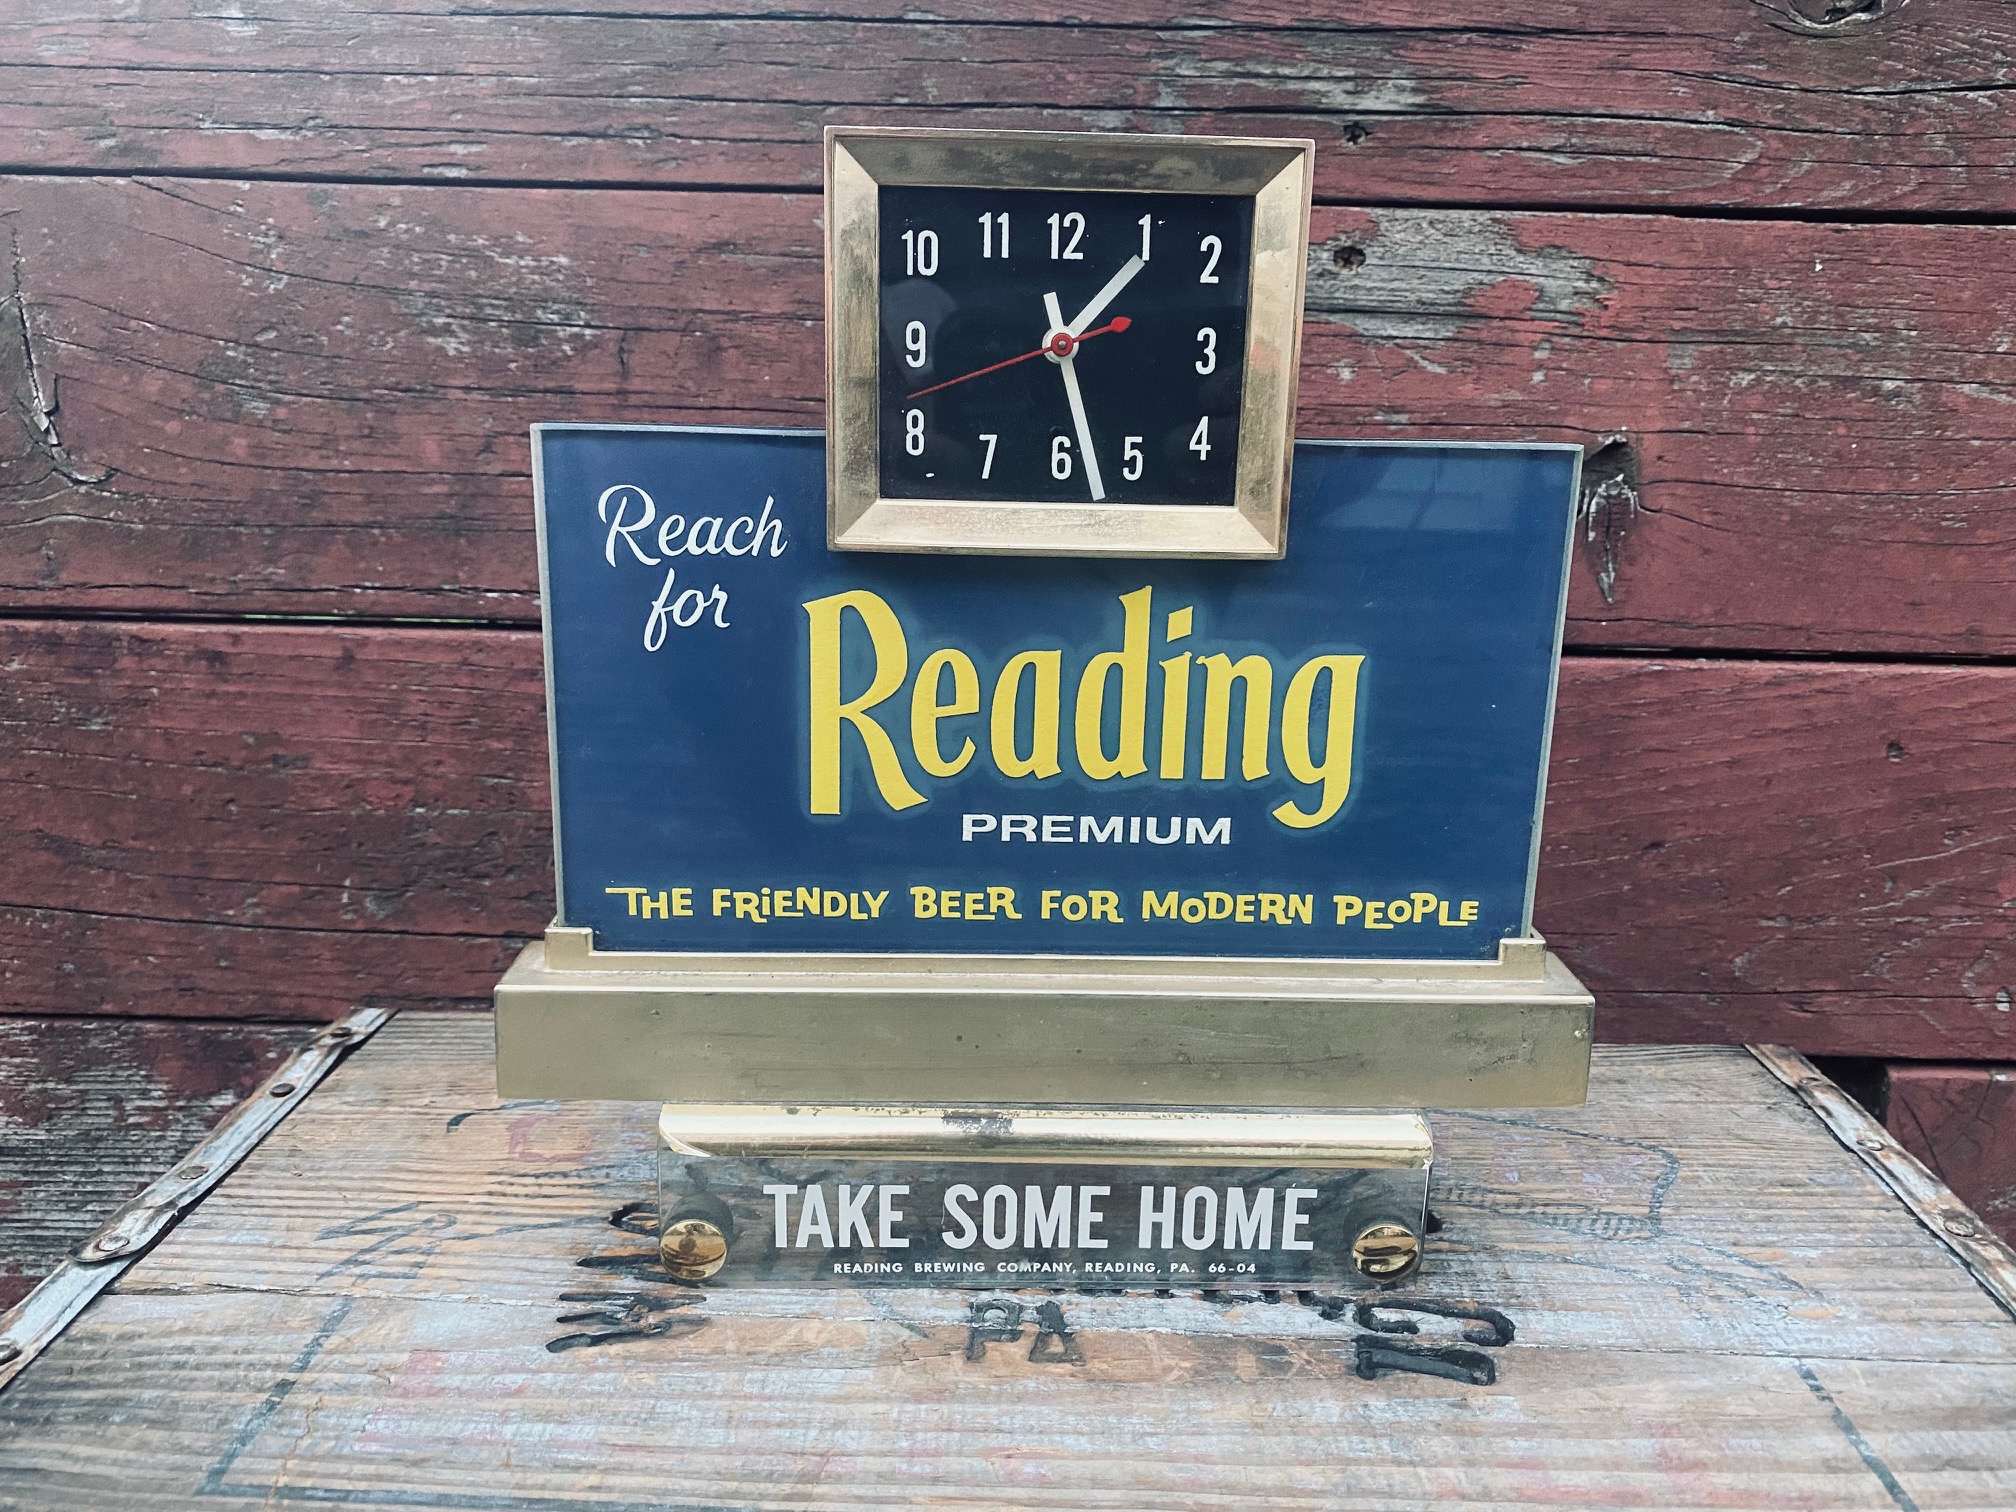 11 12 1
10 2
9 3
8 4
7 6 5
Reach
for
Reading
PREMIUM
THE FRiENDLY BEER FOR MODERN PEOPLE
TAKE SOME HOME
READING BREWING COMPANY, READING, PA. 66-04
PA